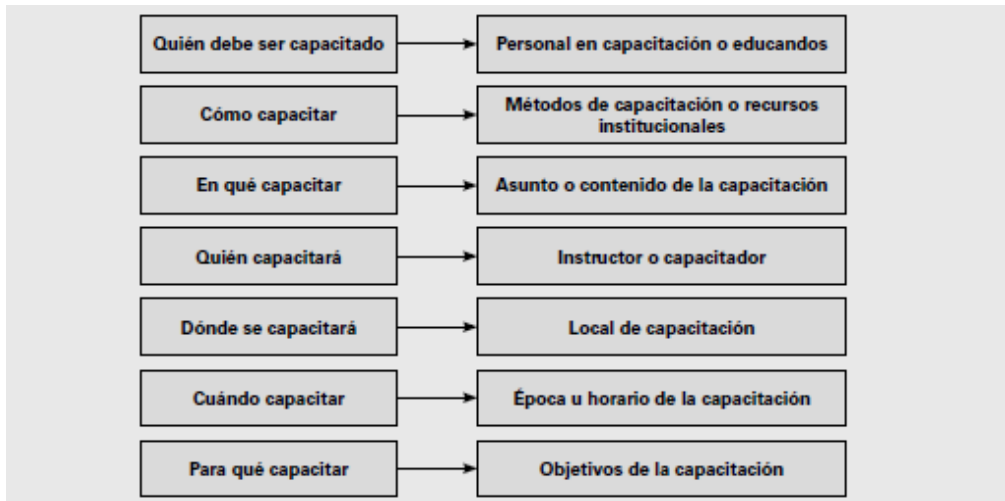 Quién debe ser capacitado
Personal en capacitación o educandos
Cómo capacitar
Métodos de capacitación o recursos
institucionales
En qué capacitar
Asunto o contenido de la capacitación
Quién capacitará
Instructor o capacitador
Dónde se capacitará
Local de capacitación
Cuándo capacitar
Época u horario de la capacitación
Para qué capacitar
Objetivos de la capacitación